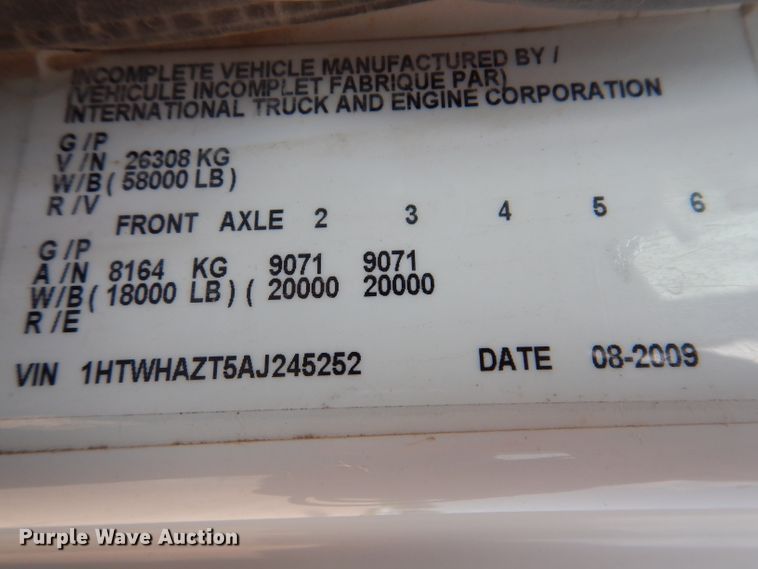 INCOMPLETE VEHICLE MANUFACTURED BY /
(VEHICULE INCOMPLET FABRIQUE PAR)
INTERNATIONAL TRUCK AND ENGINE CORPORATION
G /P
V /N 26308 KG
W/B ( 58000 LB )
R /V
FRONT AXLE 2 3 4 5 6
G /P
A /N 8164 KG 9071 9071
W/B ( 18000 LB ) ( 20000 20000
R /E
VIN 1HTWHAZT5AJ245252 DATE 08-2009
Purple Wave Auction